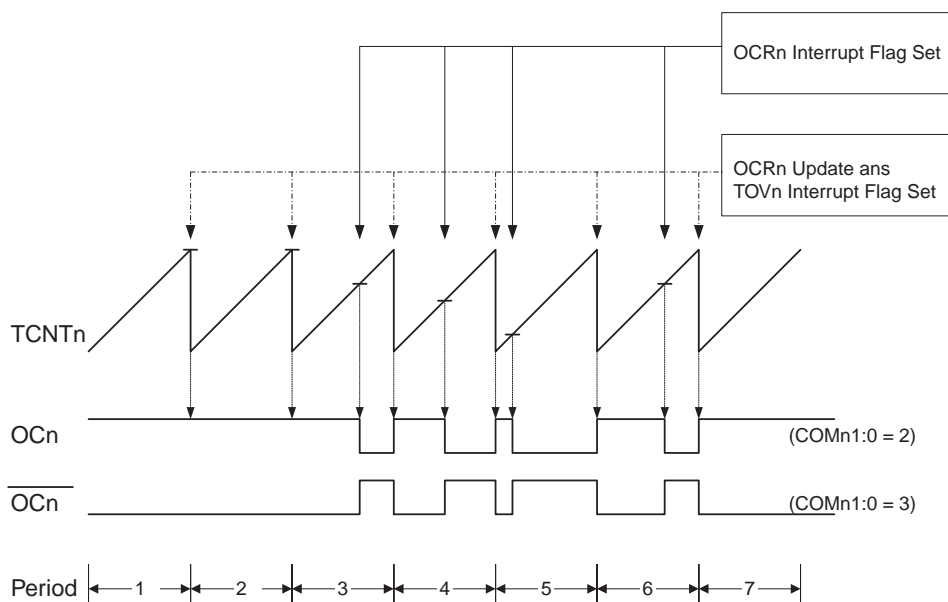 OCRn Interrupt Flag Set
OCRn Update ans
TOVn Interrupt Flag Set
TCNTn
OCn
(COMn1:0 = 2)
OCn
(COMn1:0 = 3)
Period
1 2 3 4 5 6 7